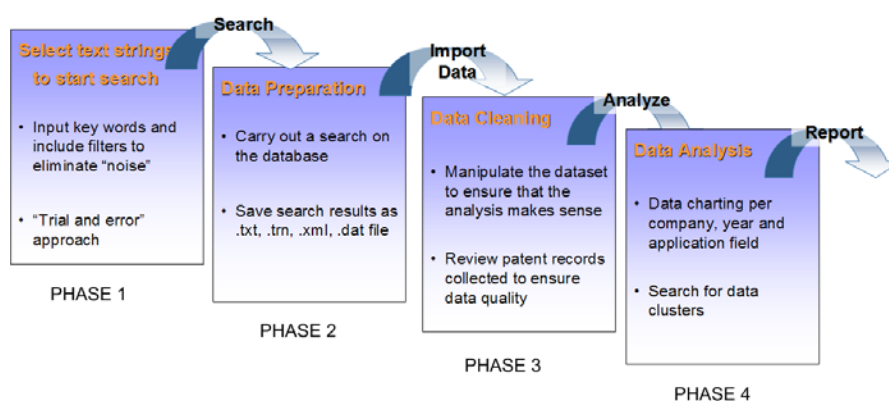 Search
Select text strings
to start search
• Input key words and
include filters to
eliminate “noise”
• “Trial and error”
approach
PHASE 1
Import
Data
Data Preparation
• Carry out a search on
the database
• Save search results as
.txt, .trn, .xml, .dat file
PHASE 2
Analyze
Data Cleaning
• Manipulate the dataset
to ensure that the
analysis makes sense
• Review patent records
collected to ensure
data quality
PHASE 3
Report
Data Analysis
• Data charting per
company, year and
application field
• Search for data
clusters
PHASE 4